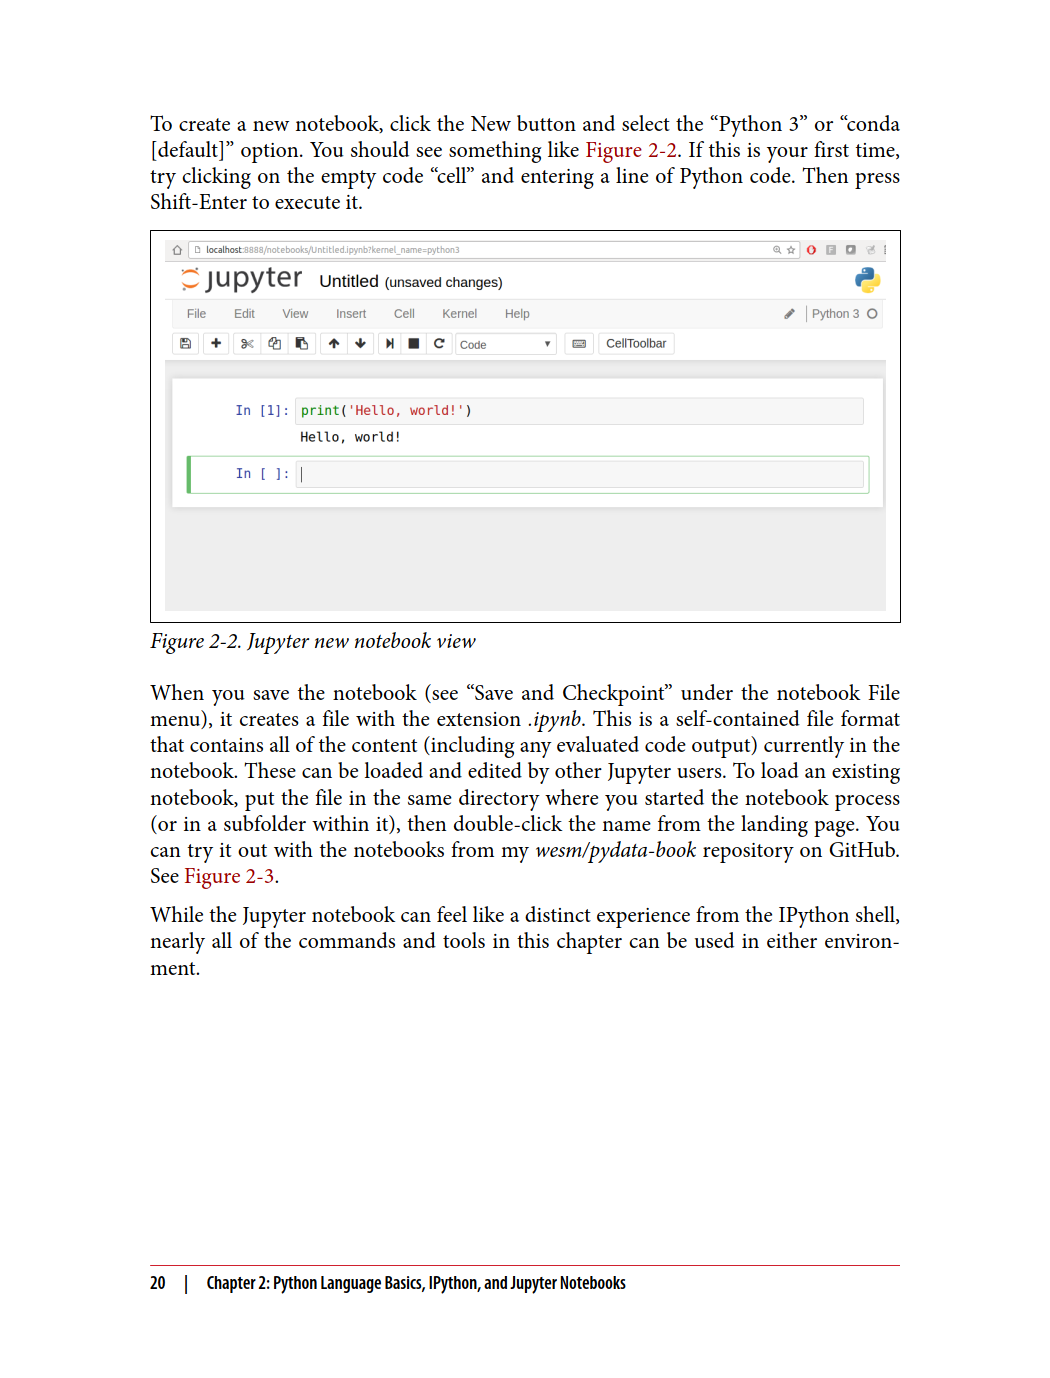 To create a new notebook, click the New button and select the “Python 3” or “conda
[default]” option. You should see something like Figure 2-2. If this is your first time,
try clicking on the empty code “cell” and entering a line of Python code. Then press
Shift-Enter to execute it.
localhost:8888/notebooks/Untitled.ipynb?kernel_name=python3
jupyter Untitled (unsaved changes)
File Edit View Insert Cell Kernel Help Python 3
Code CellToolbar
In [1]: print('Hello, world!')
Hello, world!
In [ ]:
Figure 2-2. Jupyter new notebook view
When you save the notebook (see “Save and Checkpoint” under the notebook File
menu), it creates a file with the extension .ipynb. This is a self-contained file format
that contains all of the content (including any evaluated code output) currently in the
notebook. These can be loaded and edited by other Jupyter users. To load an existing
notebook, put the file in the same directory where you started the notebook process
(or in a subfolder within it), then double-click the name from the landing page. You
can try it out with the notebooks from my wesm/pydata-book repository on GitHub.
See Figure 2-3.
While the Jupyter notebook can feel like a distinct experience from the IPython shell,
nearly all of the commands and tools in this chapter can be used in either environ-
ment.
20 | Chapter 2: Python Language Basics, IPython, and Jupyter Notebooks